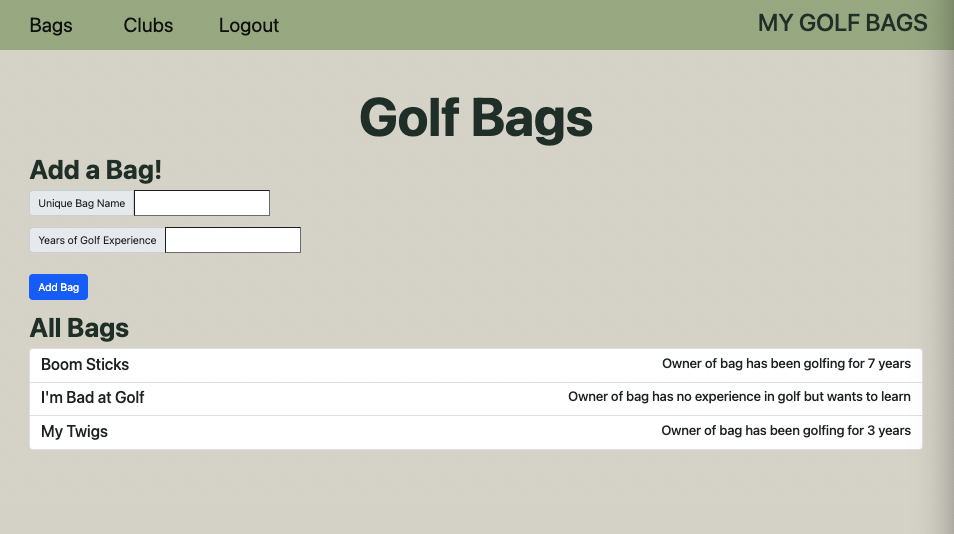 Bags Clubs Logout MY GOLF BAGS
Golf Bags
Add a Bag!
Unique Bag Name
Years of Golf Experience
Add Bag
All Bags
Boom Sticks Owner of bag has been golfing for 7 years
I'm Bad at Golf Owner of bag has no experience in golf but wants to learn
My Twigs Owner of bag has been golfing for 3 years